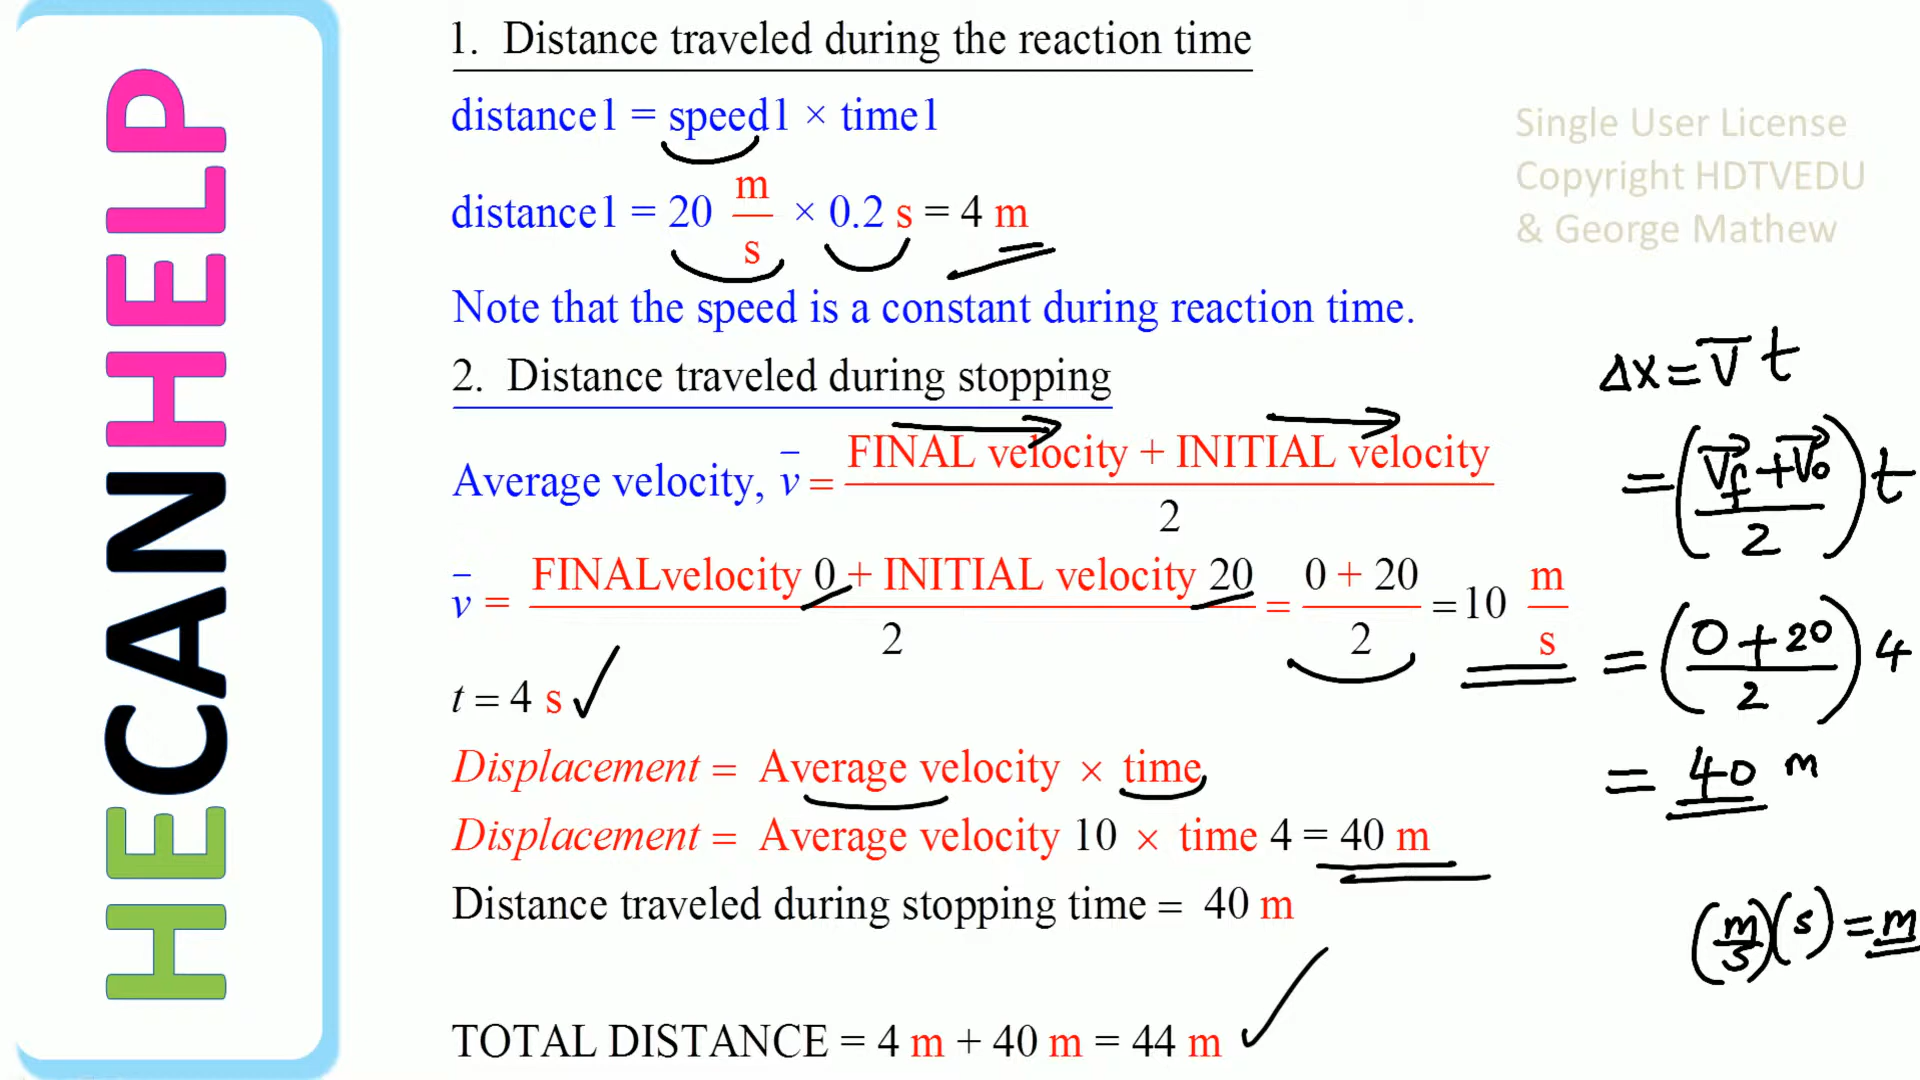 HECANHELP
1. Distance traveled during the reaction time
distance1 = speed1 × time1
distance1 = 20 m/s × 0.2 s = 4 m
Note that the speed is a constant during reaction time.
2. Distance traveled during stopping
Average velocity, v̄ = (FINAL velocity + INITIAL velocity)/2
v̄ = (FINALvelocity 0 + INITIAL velocity 20)/2 = (0 + 20)/2 = 10 m/s
t = 4 s ✓
Displacement = Average velocity × time
Displacement = Average velocity 10 × time 4 = 40 m
Distance traveled during stopping time = 40 m
TOTAL DISTANCE = 4 m + 40 m = 44 m ✓
Single User License
Copyright HDTVEDU
& George Mathew
Δx = v̄ t
= ((v⃗f + v⃗o)/2) t
= ((0 + 20)/2) 4
= 40 m
(m/s)(s) = m